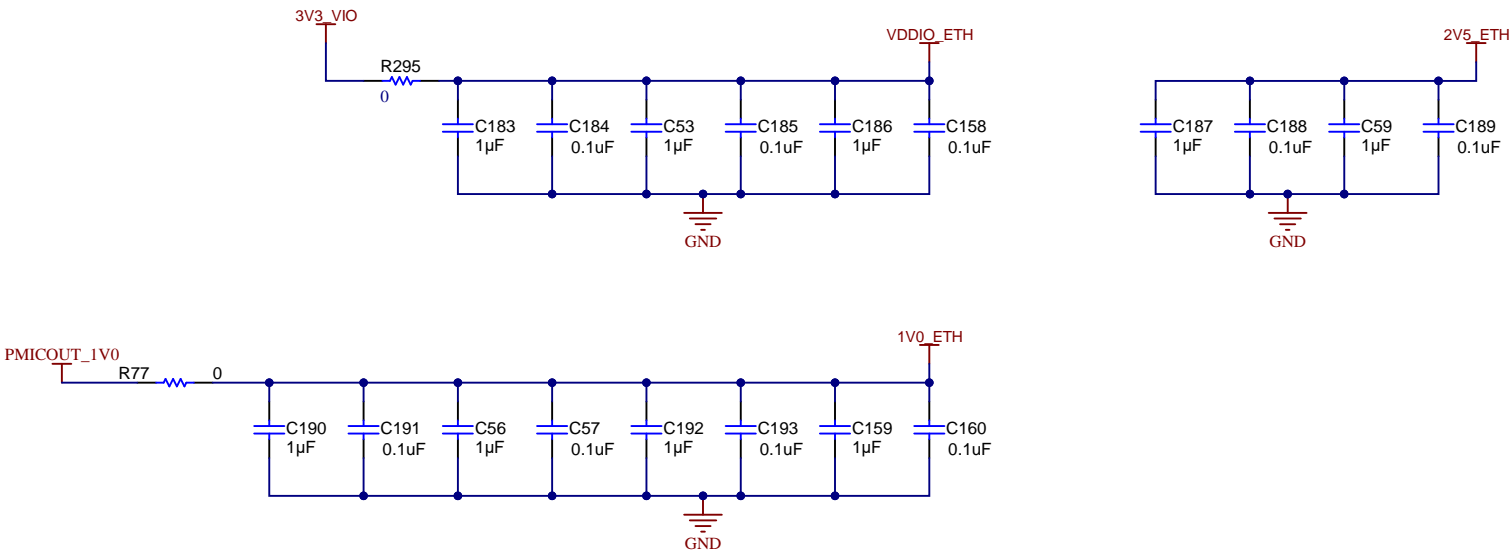 3V3_VIO
VDDIO_ETH
2V5_ETH
R295
0
C183
1µF
C184
0.1uF
C53
1µF
C185
0.1uF
C186
1µF
C158
0.1uF
C187
1µF
C188
0.1uF
C59
1µF
C189
0.1uF
GND
GND
PMICOUT_1V0
1V0_ETH
R77
0
C190
1µF
C191
0.1uF
C56
1µF
C57
0.1uF
C192
1µF
C193
0.1uF
C159
1µF
C160
0.1uF
GND